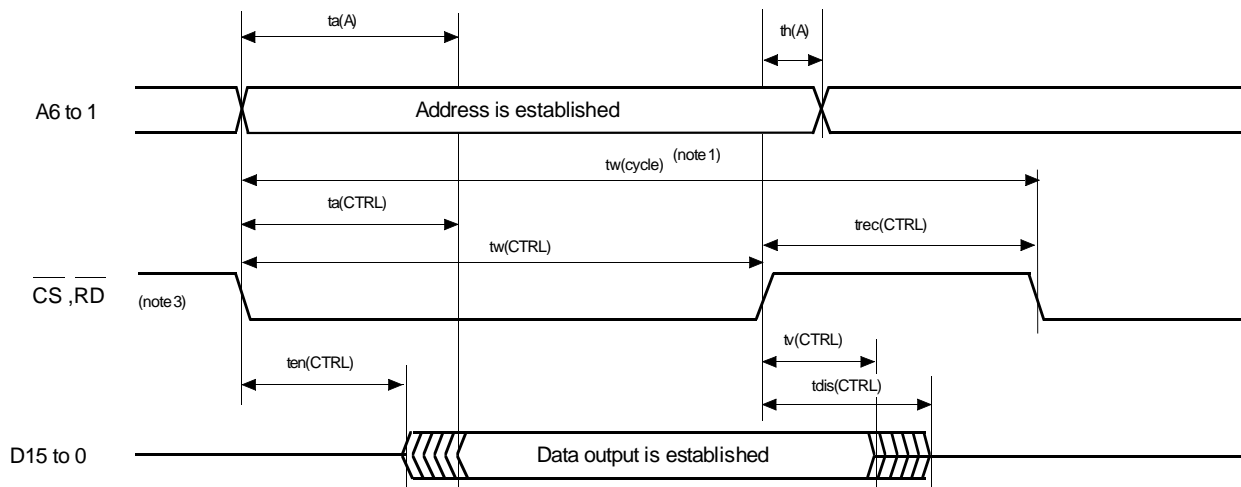 ta(A)
th(A)
A6 to 1
Address is established
tw(cycle) (note 1)
ta(CTRL)
trec(CTRL)
tw(CTRL)
CS ,RD
(note 3)
tv(CTRL)
ten(CTRL)
tdis(CTRL)
D15 to 0
Data output is established